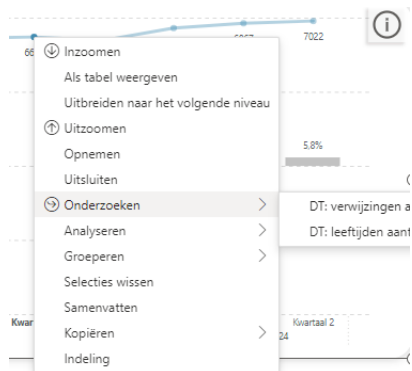 7022
Inzoomen
Als tabel weergeven
Uitbreiden naar het volgende niveau
Uitzoomen
Opnemen
5,8%
Uitsluiten
Onderzoeken
DT: verwijzingen
Analyseren
DT: leeftijden
Groeperen
Selecties wissen
Samenvatten
Kwartaal 2
Kopiëren
24
Indeling